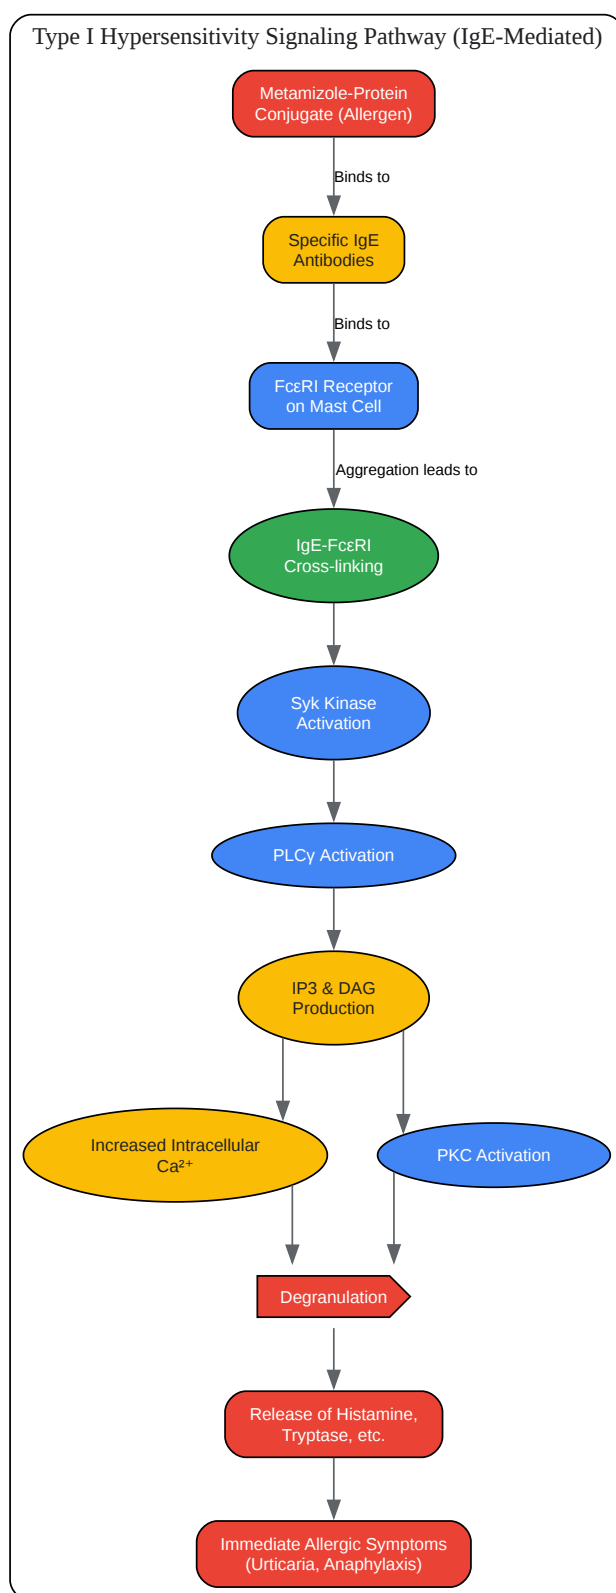 Type I Hypersensitivity Signaling Pathway (IgE-Mediated)
Metamizole-Protein
Conjugate (Allergen)
Binds to
Specific IgE
Antibodies
Binds to
FcεRI Receptor
on Mast Cell
Aggregation leads to
IgE-FcεRI
Cross-linking
Syk Kinase
Activation
PLCγ Activation
IP3 & DAG
Production
Increased Intracellular
Ca²⁺
PKC Activation
Degranulation
Release of Histamine,
Tryptase, etc.
Immediate Allergic Symptoms
(Urticaria, Anaphylaxis)